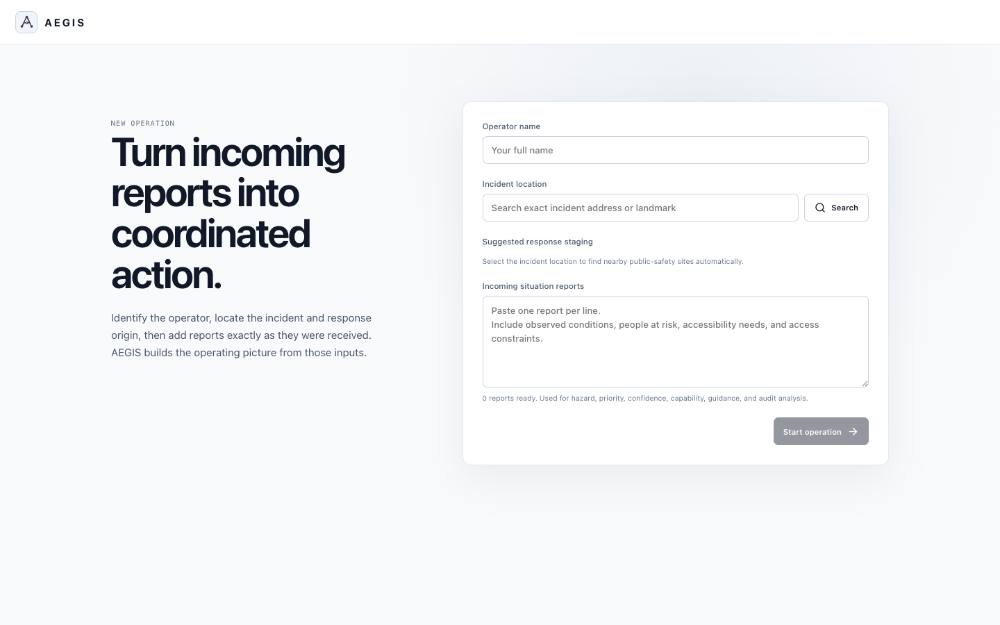 AEGIS
NEW OPERATION
Turn incoming
reports into
coordinated
action.
Identify the operator, locate the incident and response
origin, then add reports exactly as they were received.
AEGIS builds the operating picture from those inputs.
Operator name
Your full name
Incident location
Search exact incident address or landmark
Search
Suggested response staging
Select the incident location to find nearby public-safety sites automatically.
Incoming situation reports
Paste one report per line.
Include observed conditions, people at risk, accessibility needs, and access
constraints.
0 reports ready. Used for hazard, priority, confidence, capability, guidance, and audit analysis.
Start operation